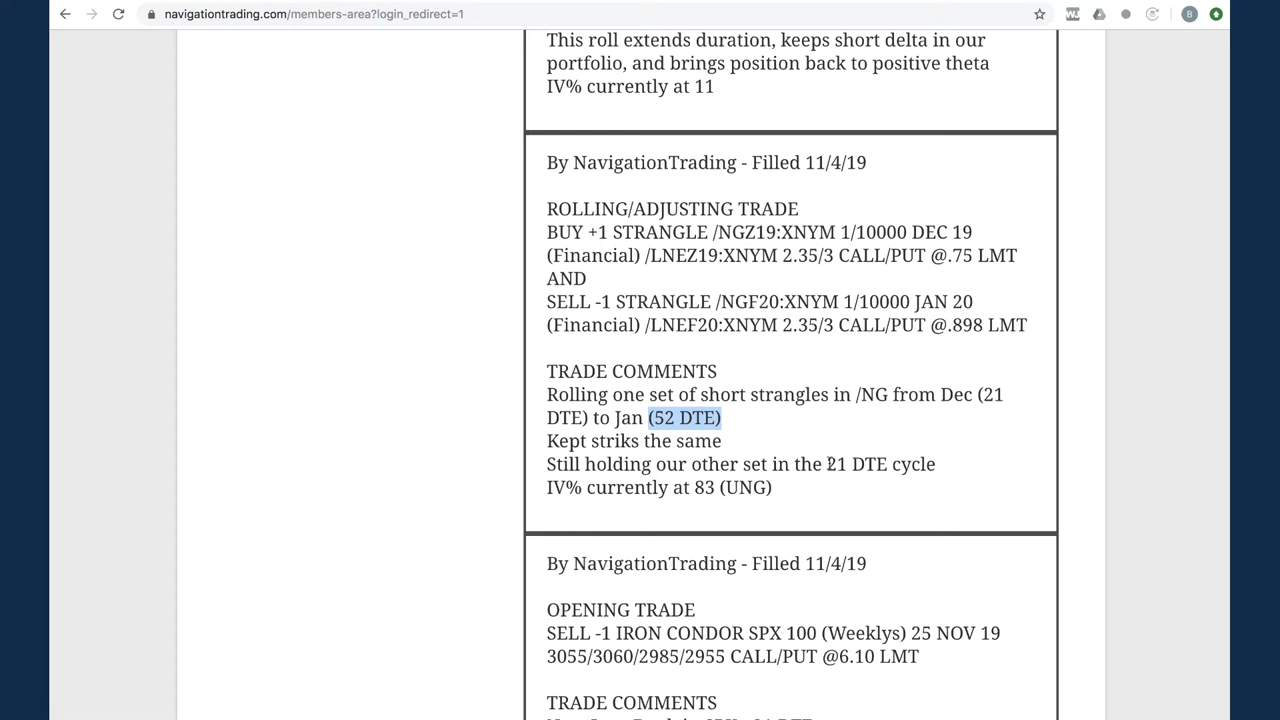 navigationtrading.com/members-area?login_redirect=1
This roll extends duration, keeps short delta in our
portfolio, and brings position back to positive theta
IV% currently at 11
By NavigationTrading - Filled 11/4/19
ROLLING/ADJUSTING TRADE
BUY +1 STRANGLE /NGZ19:XNYM 1/10000 DEC 19
(Financial) /LNEZ19:XNYM 2.35/3 CALL/PUT @.75 LMT
AND
SELL -1 STRANGLE /NGF20:XNYM 1/10000 JAN 20
(Financial) /LNEF20:XNYM 2.35/3 CALL/PUT @.898 LMT
TRADE COMMENTS
Rolling one set of short strangles in /NG from Dec (21
DTE) to Jan (52 DTE)
Kept striks the same
Still holding our other set in the 21 DTE cycle
IV% currently at 83 (UNG)
By NavigationTrading - Filled 11/4/19
OPENING TRADE
SELL -1 IRON CONDOR SPX 100 (Weeklys) 25 NOV 19
3055/3060/2985/2955 CALL/PUT @6.10 LMT
TRADE COMMENTS